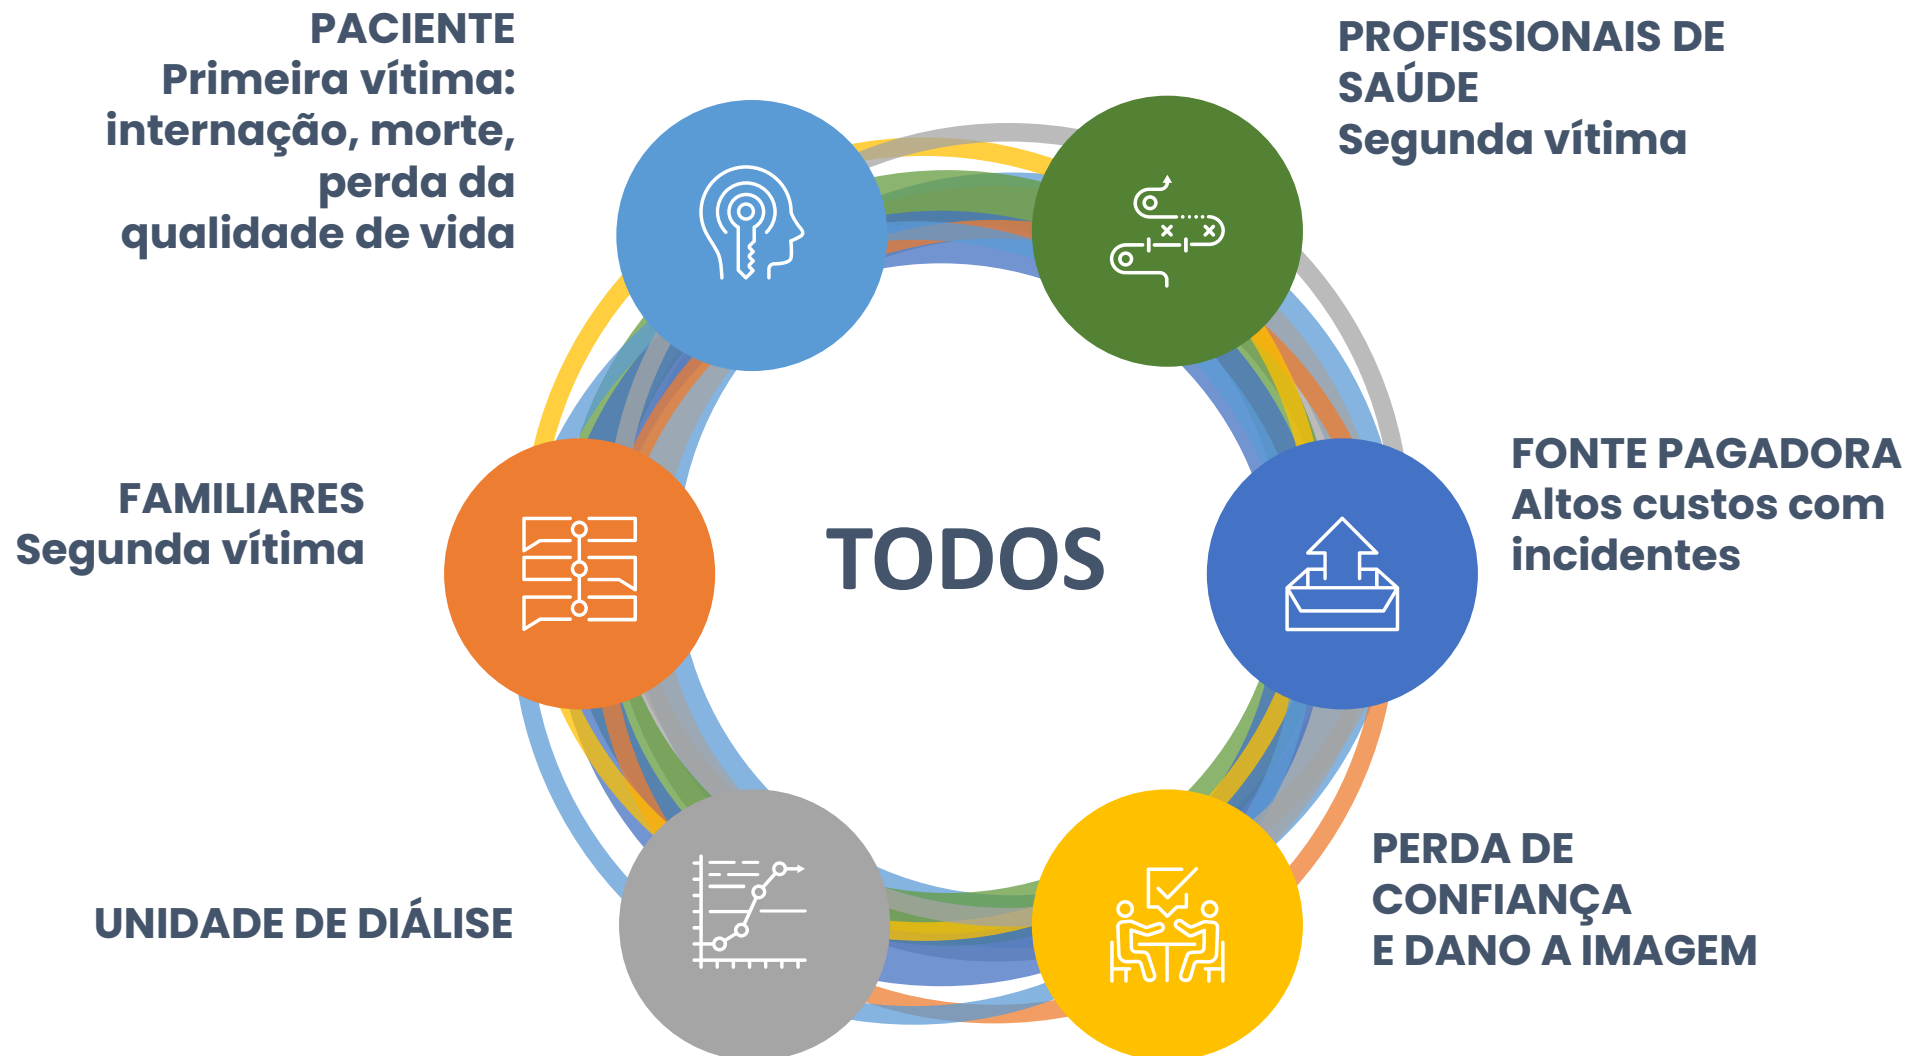 PACIENTE
Primeira vítima:
internação, morte,
perda da
qualidade de vida
PROFISSIONAIS DE
SAÚDE
Segunda vítima
FAMILIARES
Segunda vítima
TODOS
FONTE PAGADORA
Altos custos com
incidentes
UNIDADE DE DIÁLISE
PERDA DE
CONFIANÇA
E DANO A IMAGEM